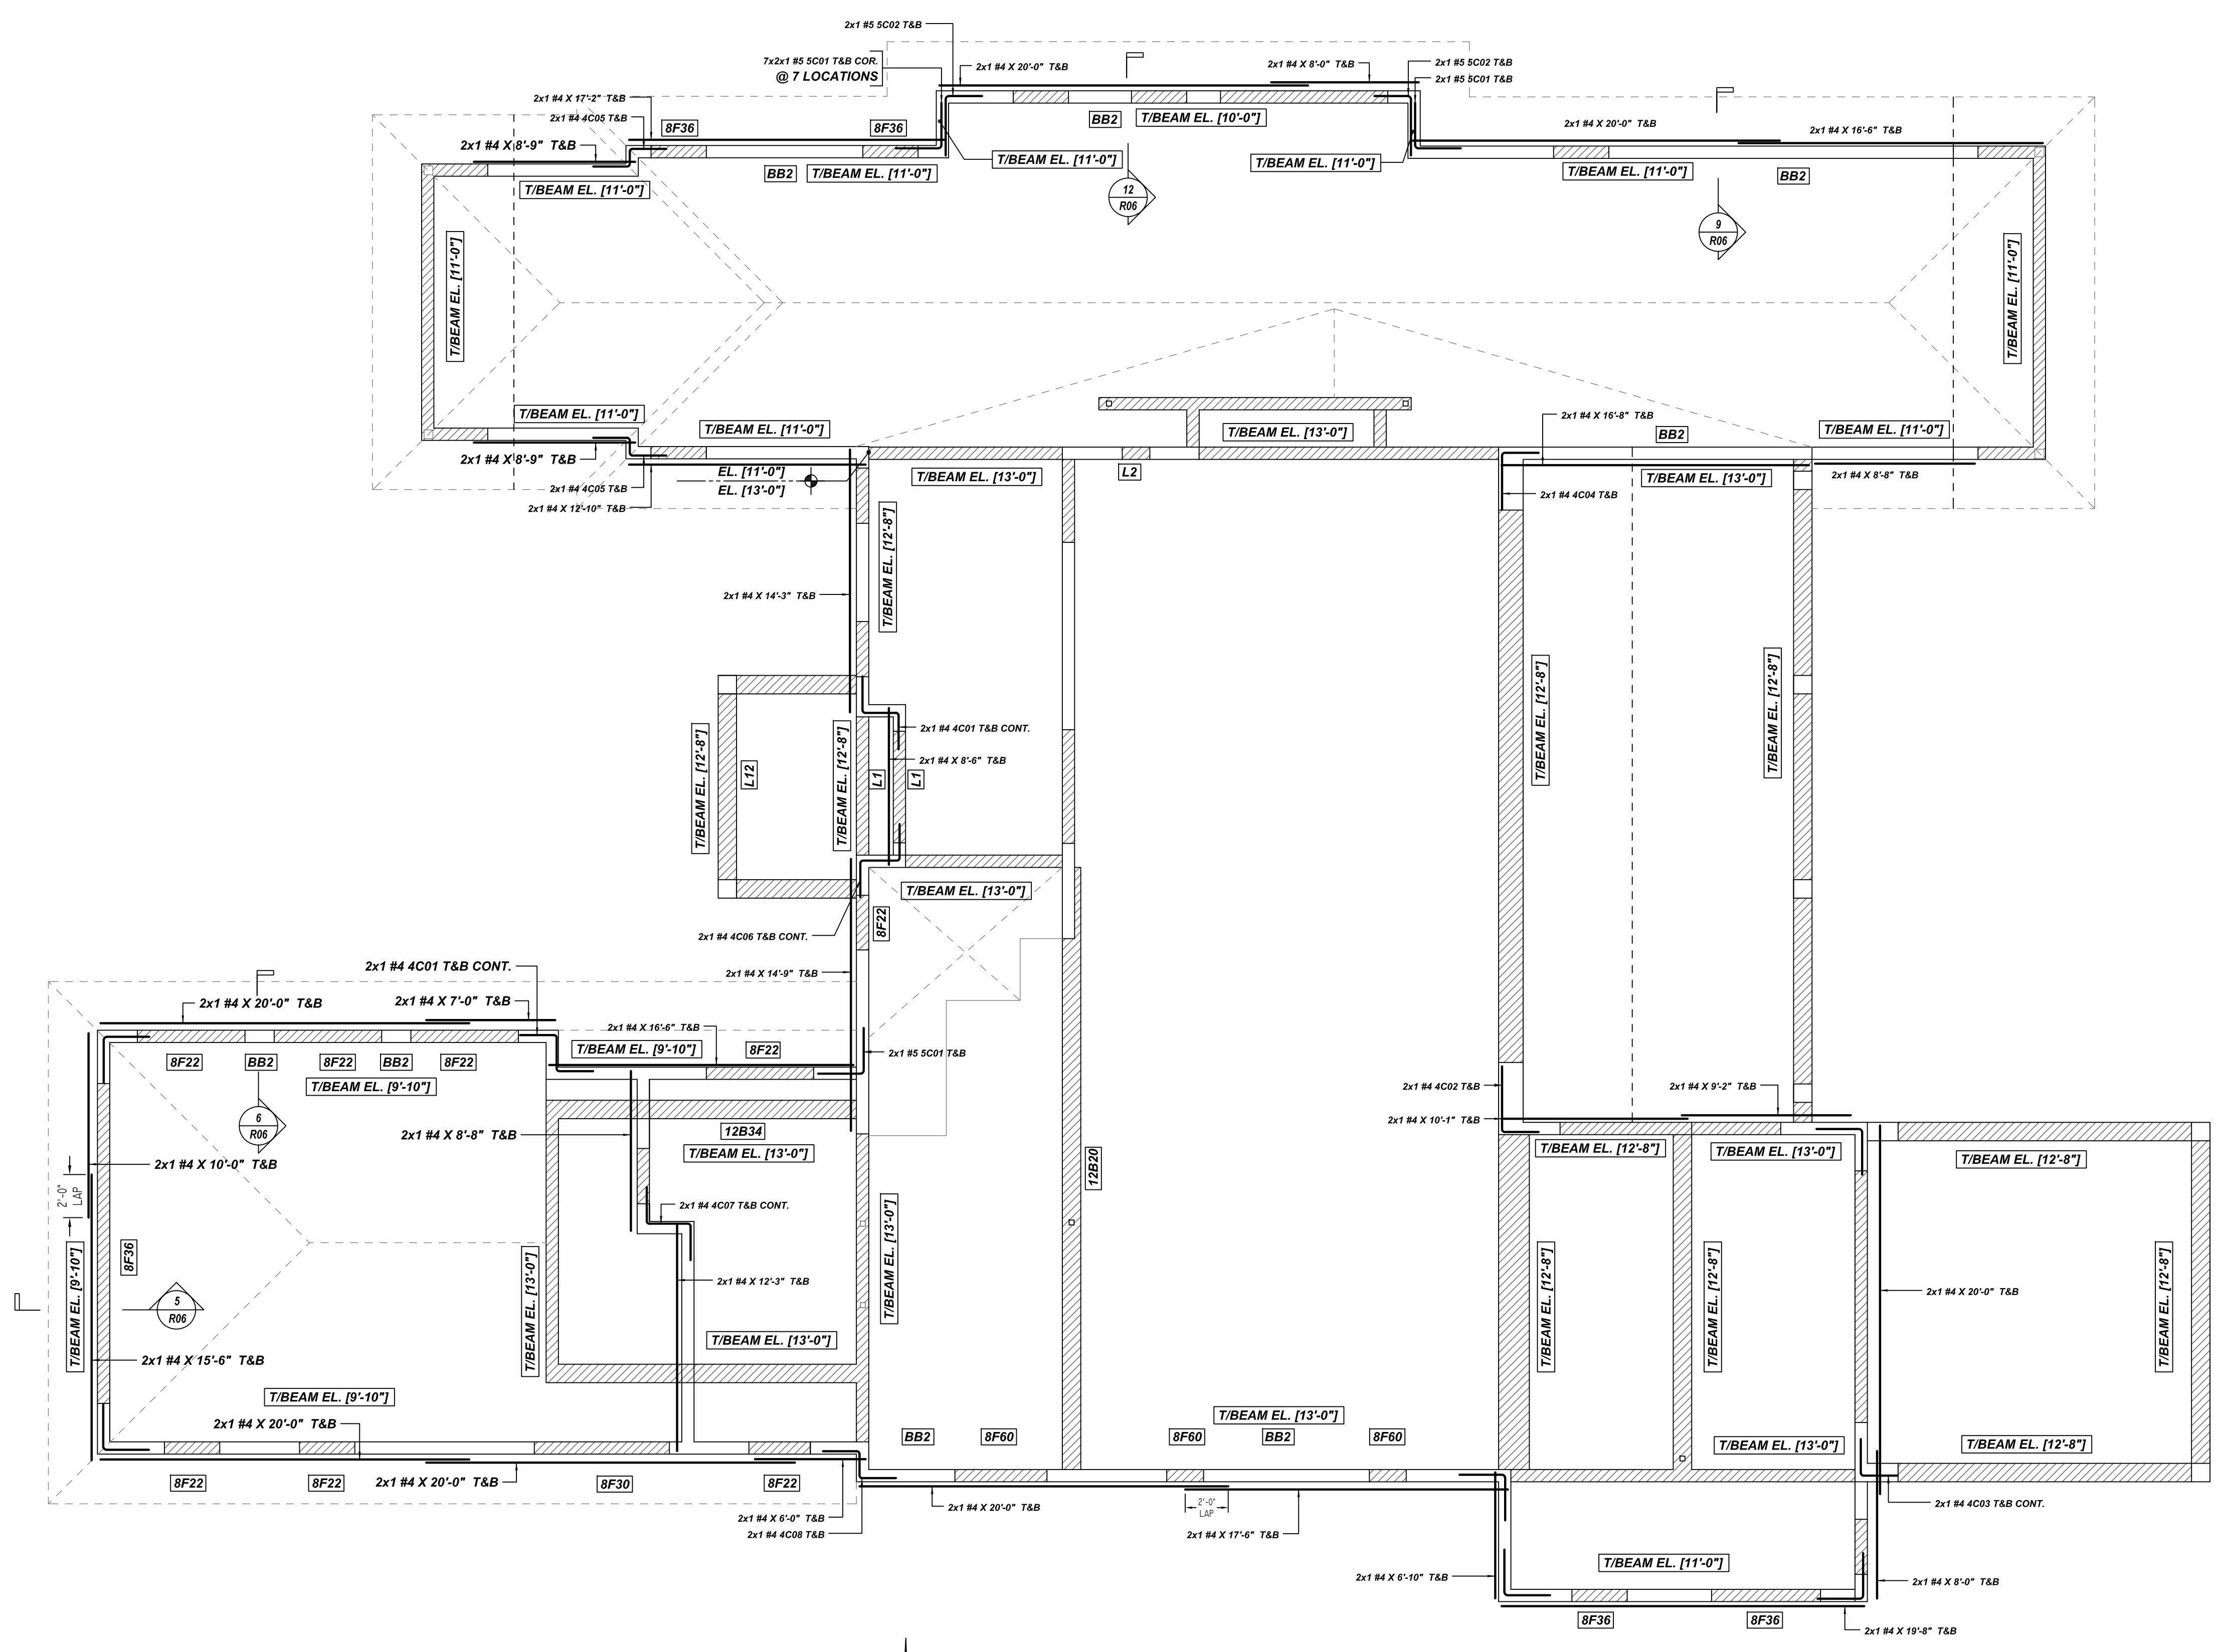 2x1 #5 5C02 T&B
7x2x1 #5 5C01 T&B COR.
@ 7 LOCATIONS
2x1 #4 X 20'-0" T&B
2x1 #4 X 8'-0" T&B
2x1 #5 5C02 T&B
2x1 #5 5C01 T&B
2x1 #4 X 17'-2" T&B
2x1 #4 4C05 T&B
8F36
8F36
BB2
T/BEAM EL. [10'-0"]
2x1 #4 X 20'-0" T&B
2x1 #4 X 16'-6" T&B
2x1 #4 X 8'-9" T&B
T/BEAM EL. [11'-0"]
T/BEAM EL. [11'-0"]
BB2
T/BEAM EL. [11'-0"]
T/BEAM EL. [11'-0"]
BB2
T/BEAM EL. [11'-0"]
12
R06
9
R06
T/BEAM EL. [11'-0"]
T/BEAM EL. [11'-0"]
T/BEAM EL. [11'-0"]
T/BEAM EL. [11'-0"]
T/BEAM EL. [13'-0"]
2x1 #4 X 16'-8" T&B
BB2
T/BEAM EL. [11'-0"]
2x1 #4 X 8'-9" T&B
EL. [11'-0"]
EL. [13'-0"]
T/BEAM EL. [13'-0"]
L2
T/BEAM EL. [13'-0"]
2x1 #4 X 8'-8" T&B
2x1 #4 4C05 T&B
2x1 #4 X 12'-10" T&B
2x1 #4 4C04 T&B
T/BEAM EL. [12'-8"]
2x1 #4 X 14'-3" T&B
T/BEAM EL. [12'-8"]
T/BEAM EL. [12'-8"]
T/BEAM EL. [12'-8"]
L12
T/BEAM EL. [12'-8"]
2x1 #4 4C01 T&B CONT.
2x1 #4 X 8'-6" T&B
L1
L1
T/BEAM EL. [13'-0"]
8F22
2x1 #4 4C06 T&B CONT.
2x1 #4 X 14'-9" T&B
2x1 #4 4C01 T&B CONT.
2x1 #4 X 20'-0" T&B
2x1 #4 X 7'-0" T&B
2x1 #4 X 16'-6" T&B
T/BEAM EL. [9'-10"]
8F22
2x1 #5 5C01 T&B
8F22
BB2
8F22
BB2
8F22
T/BEAM EL. [9'-10"]
2x1 #4 4C02 T&B
2x1 #4 X 9'-2" T&B
2x1 #4 X 10'-1" T&B
6
R06
2x1 #4 X 8'-8" T&B
12B34
T/BEAM EL. [13'-0"]
12B20
T/BEAM EL. [12'-8"]
T/BEAM EL. [13'-0"]
T/BEAM EL. [12'-8"]
2x1 #4 X 10'-0" T&B
2'-0"
LAP
2x1 #4 4C07 T&B CONT.
T/BEAM EL. [9'-10"]
8F36
T/BEAM EL. [13'-0"]
T/BEAM EL. [13'-0"]
T/BEAM EL. [12'-8"]
T/BEAM EL. [12'-8"]
T/BEAM EL. [12'-8"]
2x1 #4 X 12'-3" T&B
2x1 #4 X 20'-0" T&B
5
R06
T/BEAM EL. [13'-0"]
2x1 #4 X 15'-6" T&B
T/BEAM EL. [9'-10"]
2x1 #4 X 20'-0" T&B
T/BEAM EL. [13'-0"]
BB2
8F60
8F60
BB2
8F60
T/BEAM EL. [13'-0"]
T/BEAM EL. [12'-8"]
8F22
8F22
2x1 #4 X 20'-0" T&B
8F30
8F22
2x1 #4 X 20'-0" T&B
2'-0"
LAP
2x1 #4 4C03 T&B CONT.
2x1 #4 X 6'-0" T&B
2x1 #4 4C08 T&B
2x1 #4 X 17'-6" T&B
T/BEAM EL. [11'-0"]
2x1 #4 X 6'-10" T&B
2x1 #4 X 8'-0" T&B
8F36
8F36
2x1 #4 X 19'-8" T&B